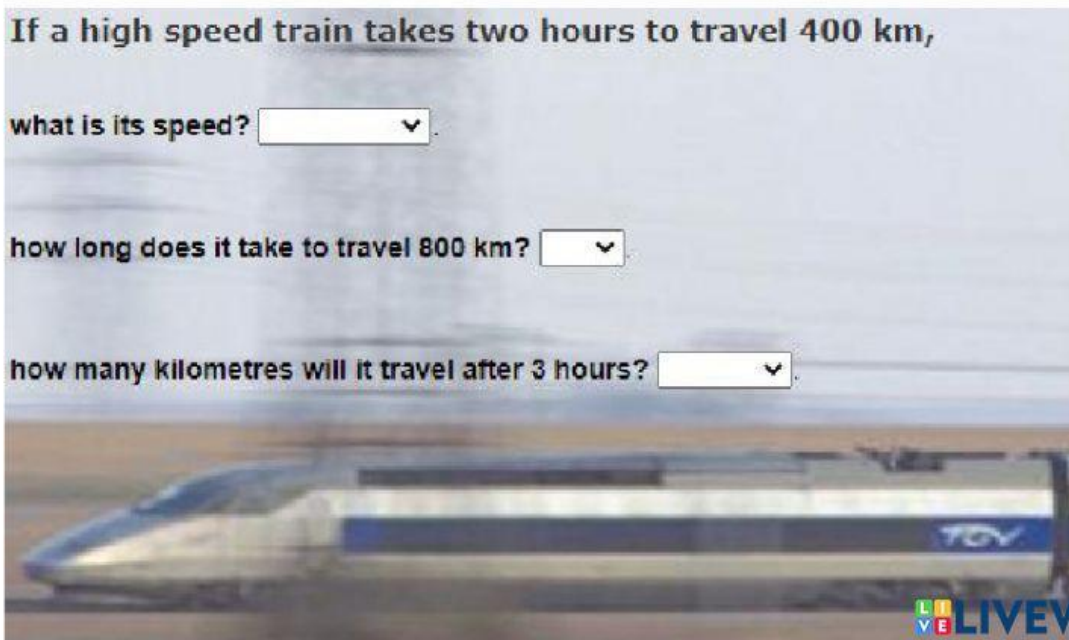 If a high speed train takes two hours to travel 400 km,
what is its speed? .
how long does it take to travel 800 km? .
how many kilometres will it travel after 3 hours? .
TGV
LIVE LIVEW